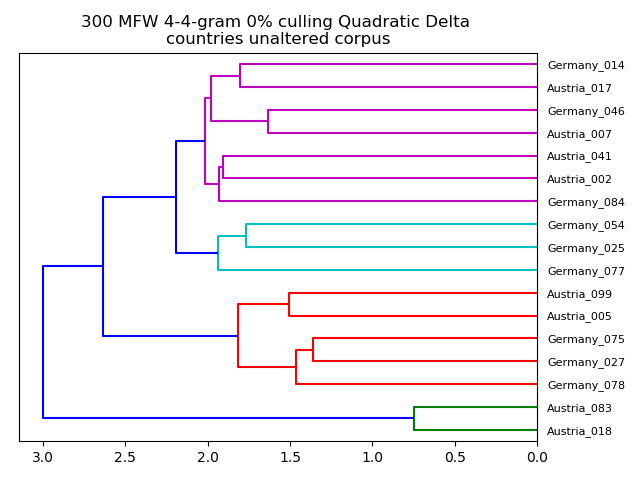 300 MFW 4-4-gram 0% culling Quadratic Delta
countries unaltered corpus
Germany_014
Austria_017
Germany_046
Austria_007
Austria_041
Austria_002
Germany_084
Germany_054
Germany_025
Germany_077
Austria_099
Austria_005
Germany_075
Germany_027
Germany_078
Austria_083
Austria_018
3.0 2.5 2.0 1.5 1.0 0.5 0.0